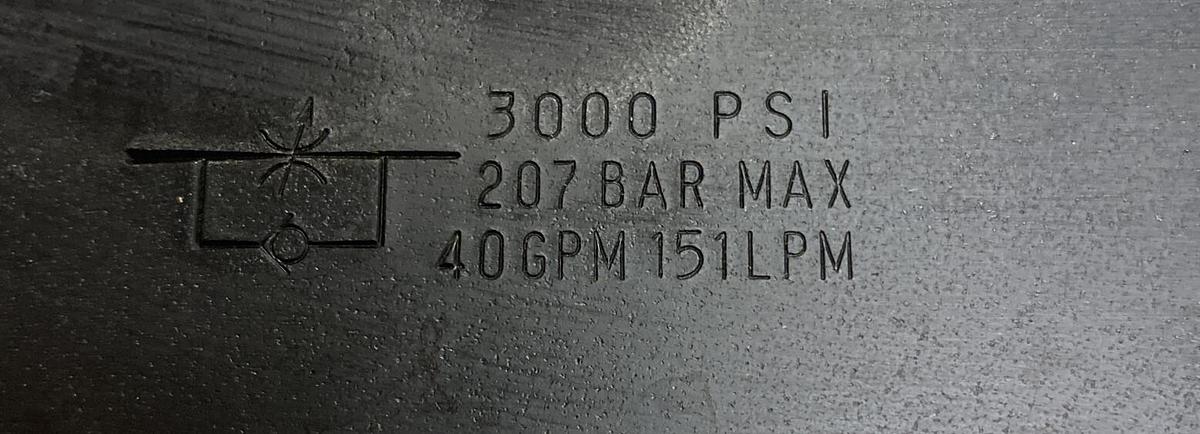 3000 PSI
207 BAR MAX
40GPM 151LPM